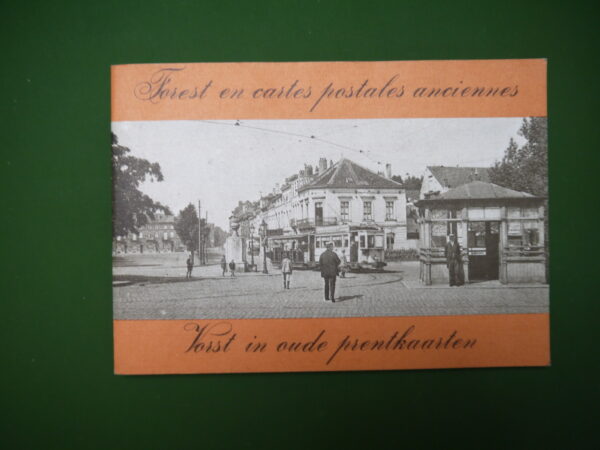 Forest en cartes postales anciennes
Vorst in oude prentkaarten